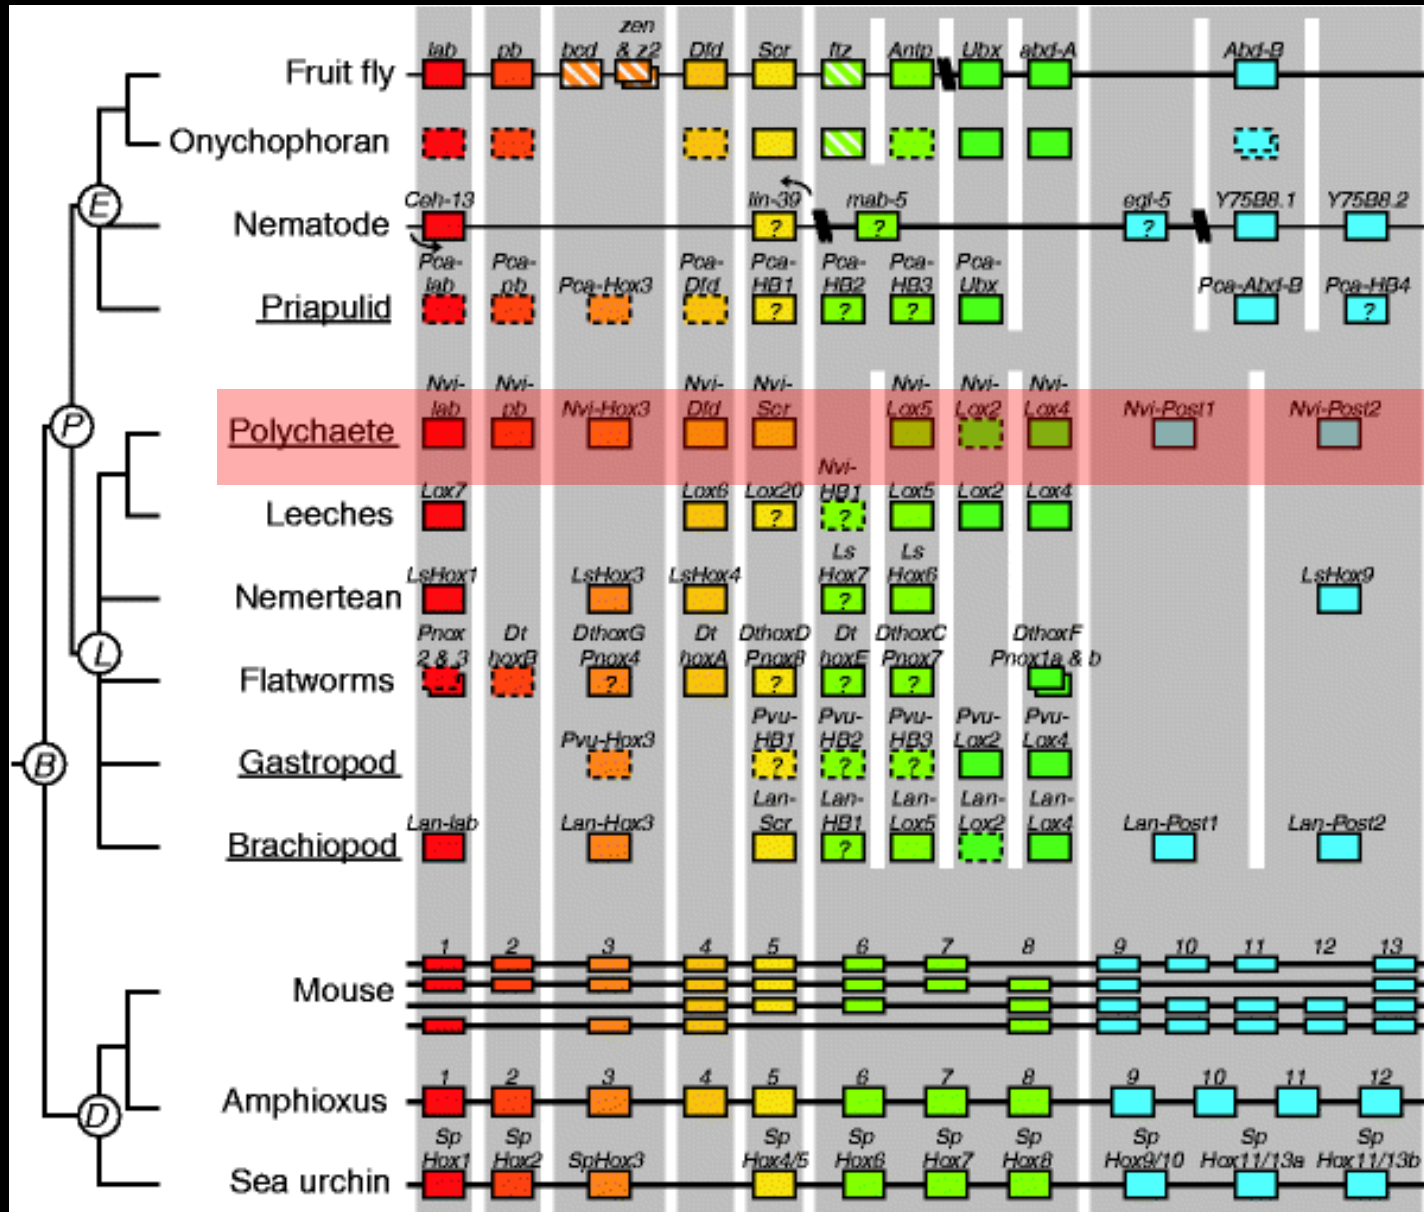 zen
lab pb bcd & z2 Dfd Scr ftz Antp Ubx abd-A Abd-B
Fruit fly
Onychophoran
E
Ceh-13 lin-39 mab-5 egl-5 Y75B8.1 Y75B8.2
Nematode ? ? ?
Pca- Pca- Pca- Pca- Pca- Pca- Pca-
lab pb Pca-Hox3 Dfd HB1 HB2 HB3 Ubx Pca-Abd-B Pca-HB4
Priapulid ? ? ? ?
Nvi- Nvi- Nvi- Nvi- Nvi- Nvi- Nvi-
lab pb Nvi-Hox3 Dfd Scr Lox5 Lox2 Lox4 Nvi-Post1 Nvi-Post2
P
Polychaete
Nvi-
Lox7 Lox6 Lox20 HB1 Lox5 Lox2 Lox4
Leeches ? ?
Ls Ls
LsHox1 LsHox3 LsHox4 Hox7 Hox6 LsHox9
Nemertean ?
Pnox Dt DthoxG Dt DthoxD Dt DthoxC DthoxF
L
2 & 3 hoxB Pnox4 hoxA Pnox8 hoxE Pnox7 Pnox1a & b
Flatworms ? ? ? ?
Pvu- Pvu- Pvu- Pvu- Pvu-
Pvu-Hox3 HB1 HB2 HB3 Lox2 Lox4
B
Gastropod ? ? ?
Lan- Lan- Lan- Lan- Lan-
Lan-lab Lan-Hox3 Scr HB1 Lox5 Lox2 Lox4 Lan-Post1 Lan-Post2
Brachiopod ?
1 2 3 4 5 6 7 8 9 10 11 12 13
Mouse
1 2 3 4 5 6 7 8 9 10 11 12
Amphioxus
D
Sp Sp Sp Sp Sp Sp Sp Sp Sp
Hox1 Hox2 SpHox3 Hox4/5 Hox6 Hox7 Hox8 Hox9/10 Hox11/13a Hox11/13b
Sea urchin